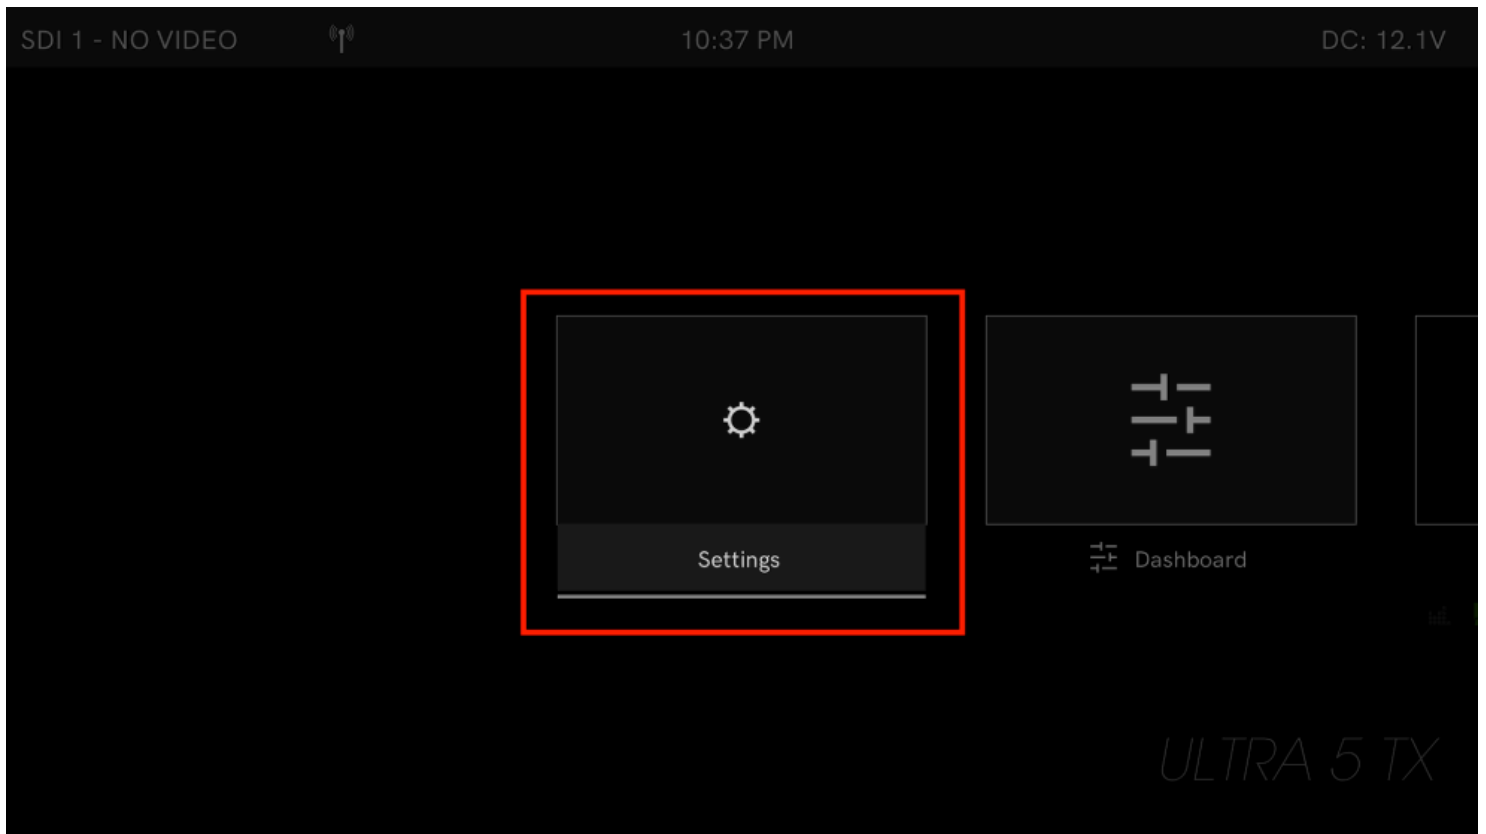 SDI 1 - NO VIDEO
10:37 PM
DC: 12.1V
Settings
Dashboard
ULTRA 5 TX